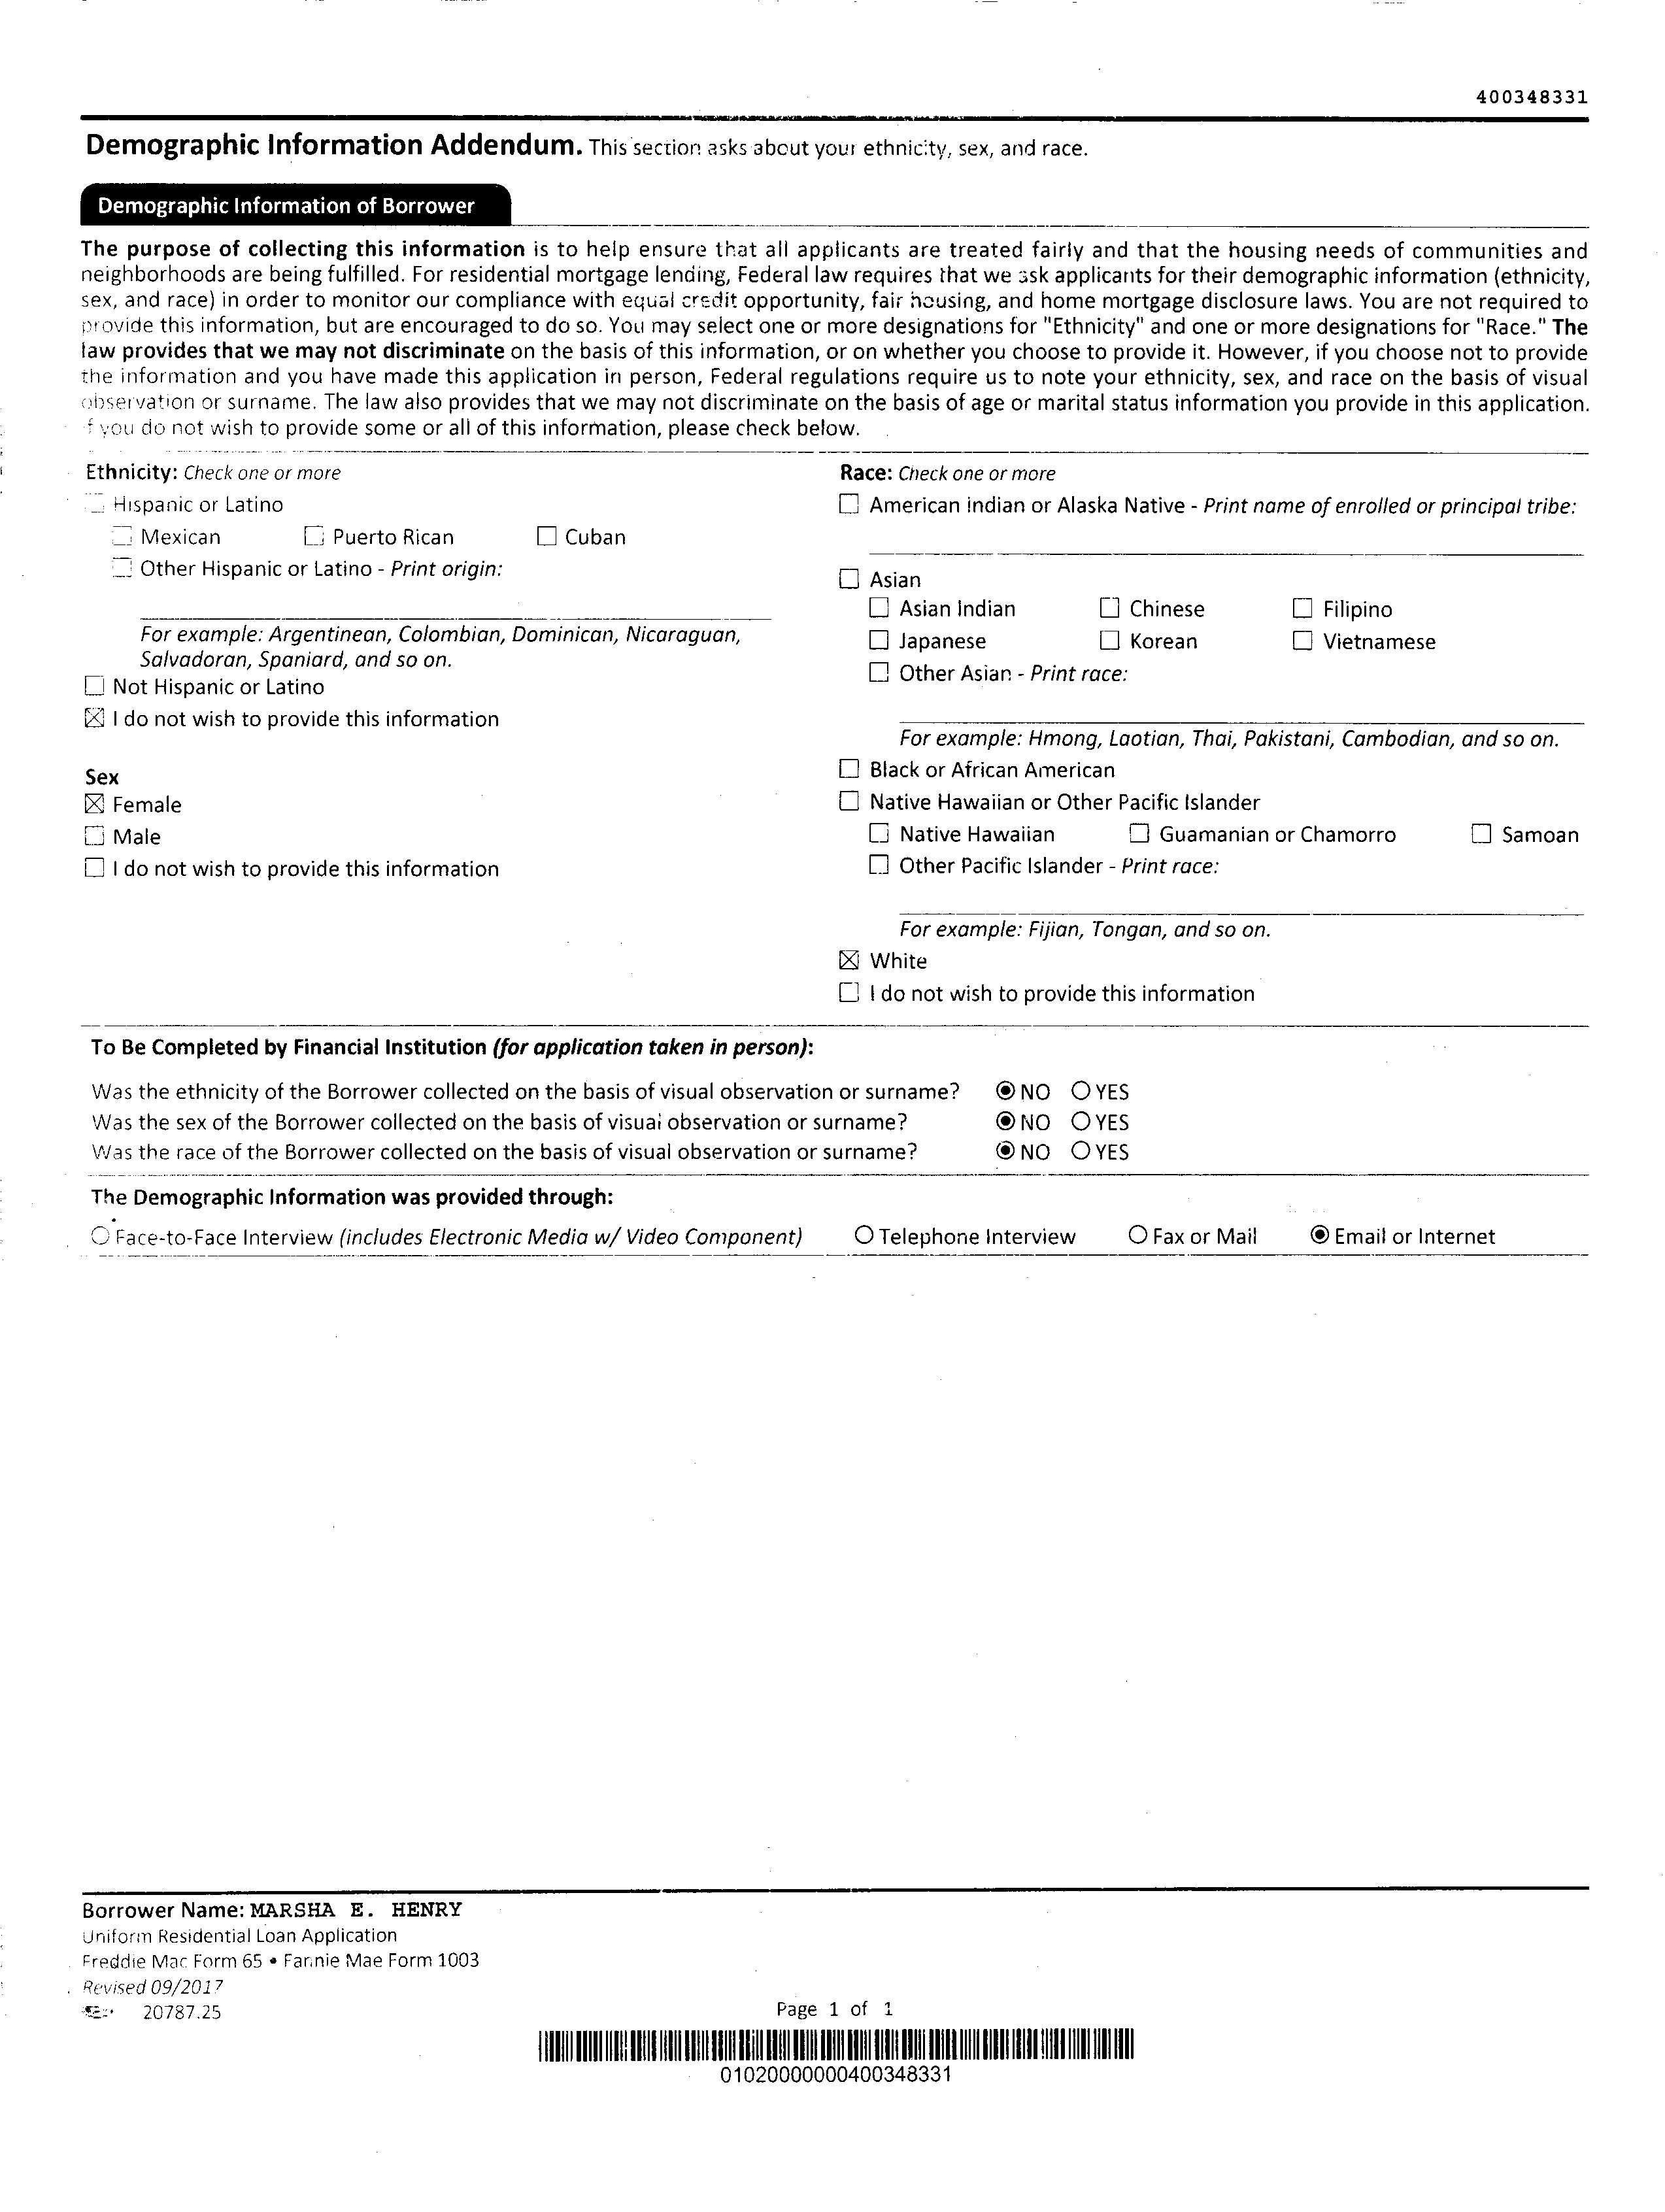 400348331
Demographic Information Addendum. This section asks about your ethnicity, sex, and race.
Demographic Information of Borrower
The purpose of collecting this information is to help ensure that all applicants are treated fairly and that the housing needs of communities and
neighborhoods are being fulfilled. For residential mortgage lending, Federal law requires that we ask applicants for their demographic information (ethnicity,
sex, and race) in order to monitor our compliance with equal credit opportunity, fair housing, and home mortgage disclosure laws. You are not required to
provide this information, but are encouraged to do so. You may select one or more designations for "Ethnicity" and one or more designations for "Race." The
law provides that we may not discriminate on the basis of this information, or on whether you choose to provide it. However, if you choose not to provide
the information and you have made this application in person, Federal regulations require us to note your ethnicity, sex, and race on the basis of visual
observation or surname. The law also provides that we may not discriminate on the basis of age or marital status information you provide in this application.
If you do not wish to provide some or all of this information, please check below.
Ethnicity: Check one or more
☐ Hispanic or Latino
☐ Mexican ☐ Puerto Rican ☐ Cuban
☐ Other Hispanic or Latino - Print origin:
For example: Argentinean, Colombian, Dominican, Nicaraguan,
Salvadoran, Spaniard, and so on.
☐ Not Hispanic or Latino
☒ I do not wish to provide this information
Sex
☒ Female
☐ Male
☐ I do not wish to provide this information
Race: Check one or more
☐ American Indian or Alaska Native - Print name of enrolled or principal tribe:
☐ Asian
☐ Asian Indian ☐ Chinese ☐ Filipino
☐ Japanese ☐ Korean ☐ Vietnamese
☐ Other Asian - Print race:
For example: Hmong, Laotian, Thai, Pakistani, Cambodian, and so on.
☐ Black or African American
☐ Native Hawaiian or Other Pacific Islander
☐ Native Hawaiian ☐ Guamanian or Chamorro ☐ Samoan
☐ Other Pacific Islander - Print race:
For example: Fijian, Tongan, and so on.
☒ White
☐ I do not wish to provide this information
To Be Completed by Financial Institution (for application taken in person):
Was the ethnicity of the Borrower collected on the basis of visual observation or surname? ◉ NO ○ YES
Was the sex of the Borrower collected on the basis of visual observation or surname? ◉ NO ○ YES
Was the race of the Borrower collected on the basis of visual observation or surname? ◉ NO ○ YES
The Demographic Information was provided through:
○ Face-to-Face Interview (includes Electronic Media w/ Video Component) ○ Telephone Interview ○ Fax or Mail ◉ Email or Internet
Borrower Name: MARSHA E. HENRY
Uniform Residential Loan Application
Freddie Mac Form 65 • Fannie Mae Form 1003
Revised 09/2017
20787.25
Page 1 of 1
01020000000400348331